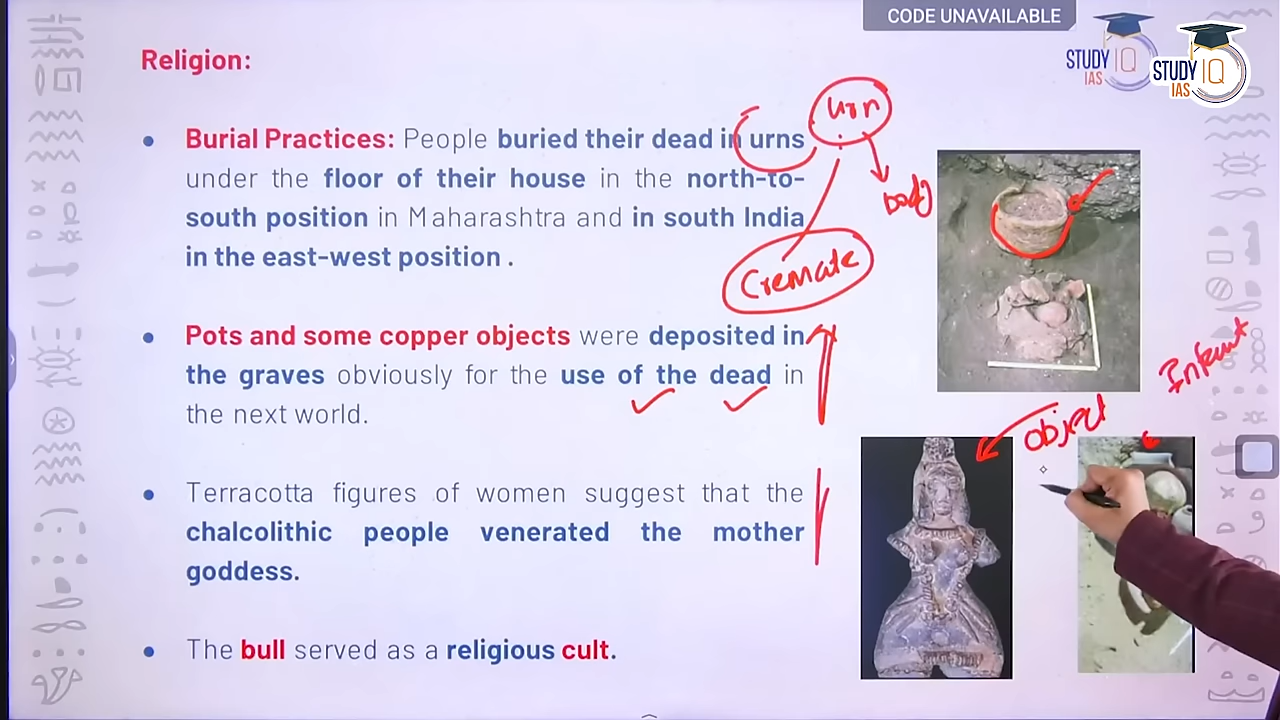 CODE UNAVAILABLE
STUDY IQ
IAS
STUDY IQ
IAS
Religion:
• Burial Practices: People buried their dead in urns
under the floor of their house in the north-to-
south position in Maharashtra and in south India
in the east-west position .
• Pots and some copper objects were deposited in
the graves obviously for the use of the dead in
the next world.
• Terracotta figures of women suggest that the
chalcolithic people venerated the mother
goddess.
• The bull served as a religious cult.
Urn
body
Cremate
Object
Infant